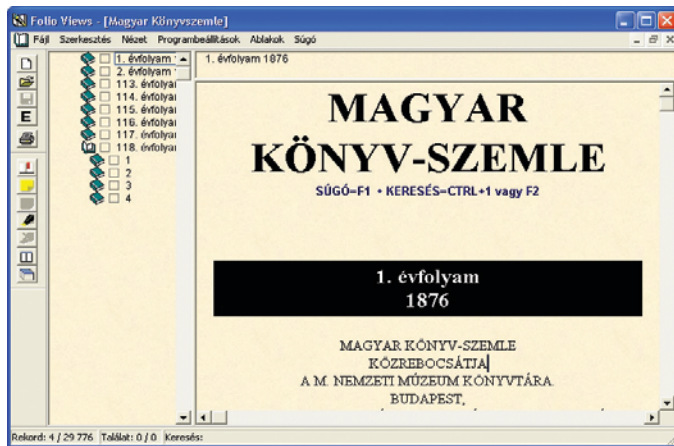 Folio Views - [Magyar Könyvszemle]
Fájl Szerkesztés Nézet Programbeállítások Ablakok Súgó
1. évfolyam
2. évfolyam
113. évfolyam
114. évfolyam
115. évfolyam
116. évfolyam
117. évfolyam
118. évfolyam
1
2
3
4
E
1. évfolyam 1876
MAGYAR
KÖNYV-SZEMLE
SÚGÓ=F1 • KERESÉS=CTRL+1 vagy F2
1. évfolyam
1876
MAGYAR KÖNYV-SZEMLE
KÖZREBOCSÁTJA
A M. NEMZETI MÚZEUM KÖNYVTÁRA.
BUDAPEST,
Rekord: 4 / 29 776 Találat: 0 / 0 Keresés: